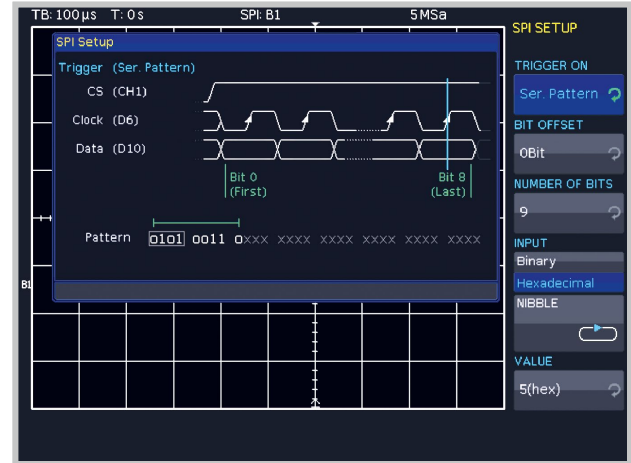 TB: 100µs T: 0s SPI: B1 5MSa
SPI Setup
Trigger (Ser. Pattern)
CS (CH1)
Clock (D6)
Data (D10)
Bit 0
(First)
Bit 8
(Last)
Pattern 0101 0011 0xxx xxxx xxxx xxxx xxxx xxxx
B1
SPI SETUP
TRIGGER ON
Ser. Pattern
BIT OFFSET
0Bit
NUMBER OF BITS
9
INPUT
Binary
Hexadecimal
NIBBLE
VALUE
5(hex)